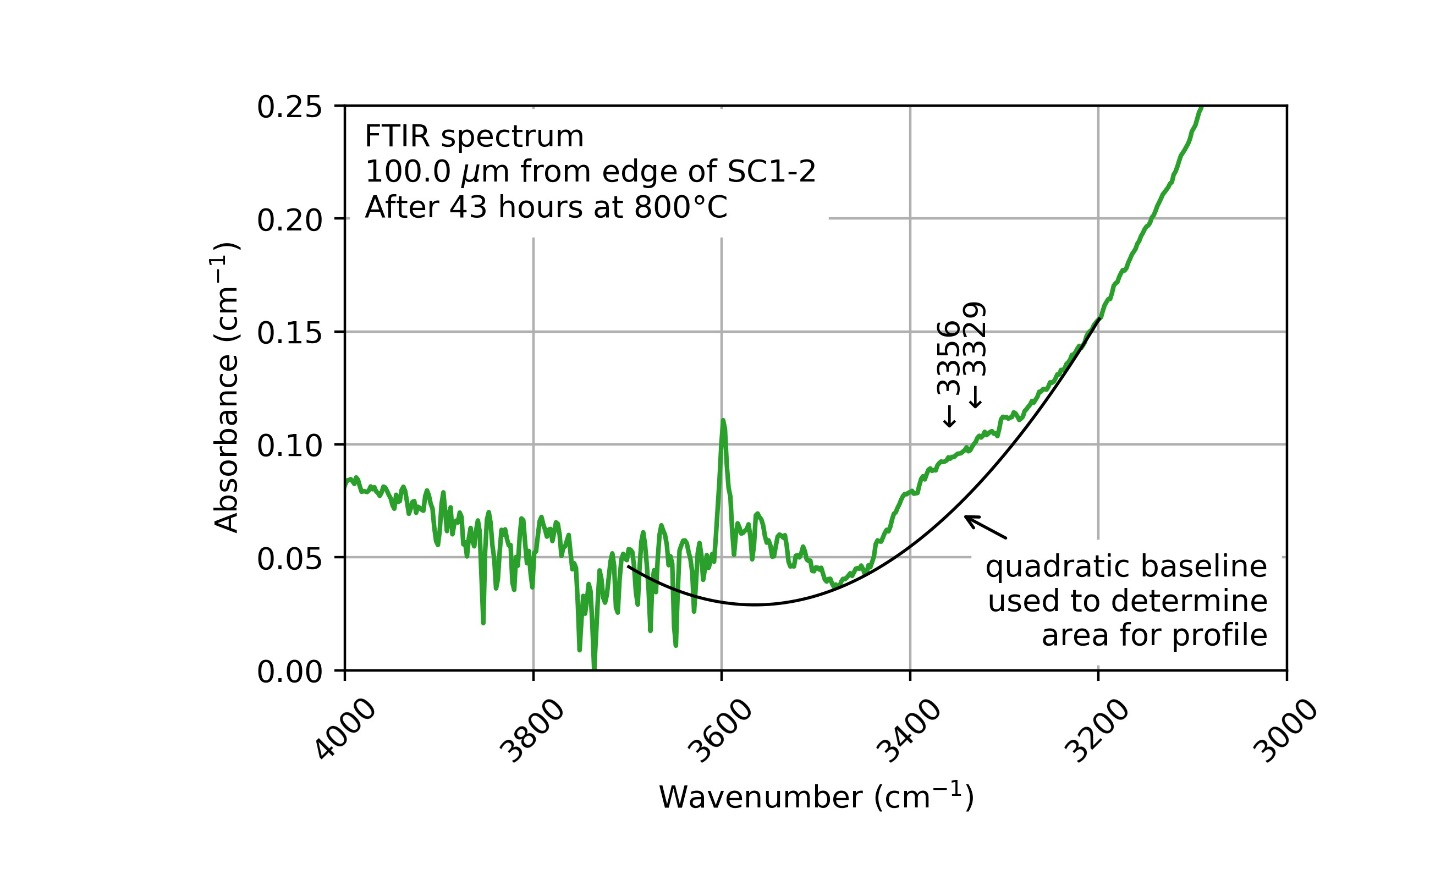 0.25
0.20
0.15
0.10
0.05
0.00
Absorbance (cm⁻¹)
FTIR spectrum
100.0 μm from edge of SC1-2
After 43 hours at 800°C
← 3356
← 3329
quadratic baseline
used to determine
area for profile
4000 3800 3600 3400 3200 3000
Wavenumber (cm⁻¹)